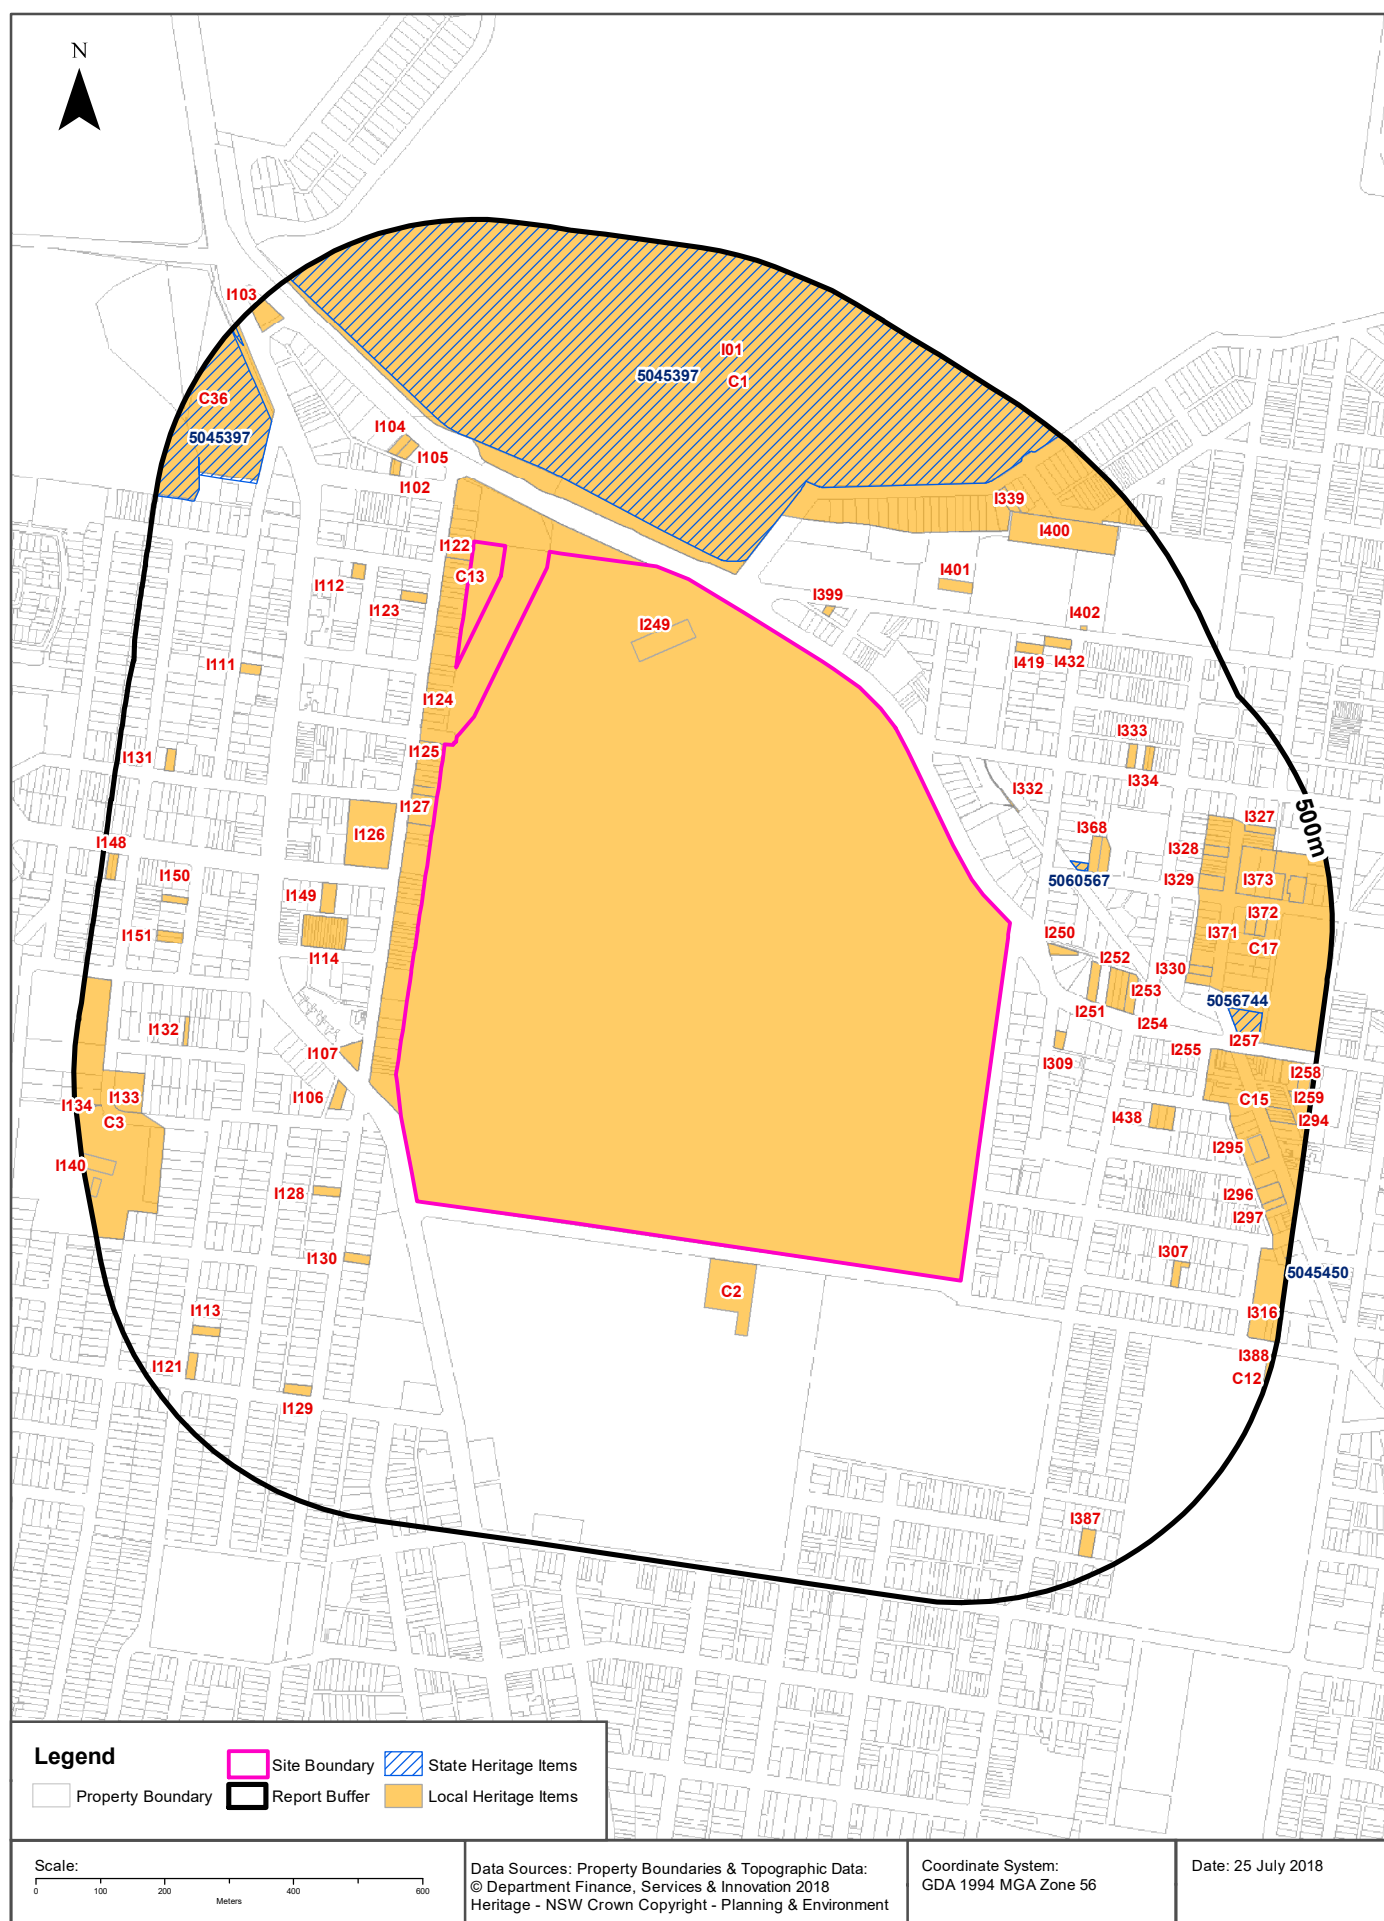 N
I103
I01
5045397
C1
C36
5045397
I104
I105
I102
I339
I400
I122
C13
I112
I123
I401
I399
I402
I249
I419
I432
I111
I124
I333
I125
I131
I334
I332
I127
500m
I327
I126
I368
I148
I328
5060567
I329
I373
I150
I149
I372
I151
I371
I250
C17
I114
I252
I330
I253
5056744
I251
I254
I132
I257
I107
I255
I309
I258
I106
I133
I259
I134
C15
C3
I438
I294
I295
I140
I128
I296
I297
I130
I307
5045450
C2
I113
I316
I121
I388
C12
I129
I387
Legend
Site Boundary
State Heritage Items
Property Boundary
Report Buffer
Local Heritage Items
Scale:
0 100 200 400 600
Meters
Data Sources: Property Boundaries & Topographic Data:
© Department Finance, Services & Innovation 2018
Heritage - NSW Crown Copyright - Planning & Environment
Coordinate System:
GDA 1994 MGA Zone 56
Date: 25 July 2018